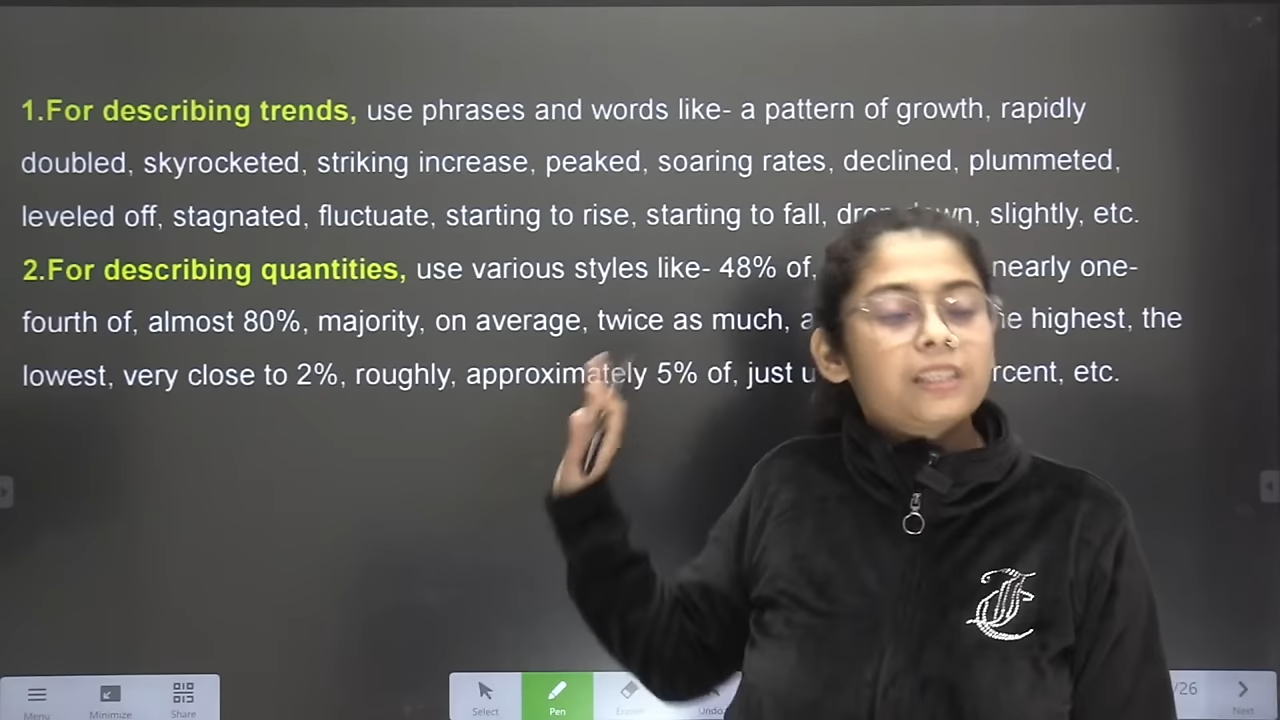 1.For describing trends, use phrases and words like- a pattern of growth, rapidly
doubled, skyrocketed, striking increase, peaked, soaring rates, declined, plummeted,
leveled off, stagnated, fluctuate, starting to rise, starting to fall, slightly, etc.
2.For describing quantities, use various styles like- 48% of, nearly one-
fourth of, almost 80%, majority, on average, twice as much, highest, the
lowest, very close to 2%, roughly, approximately 5% of, just etc.
Menu Minimize Share Select Pen Eraser Undo /26 Next